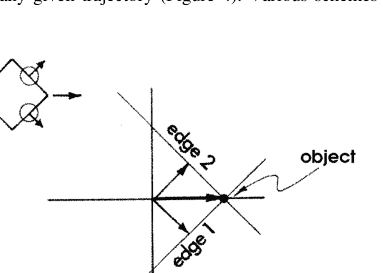 any given trajectory (Figure 4). Various schemes
edge 2
object
edge 1